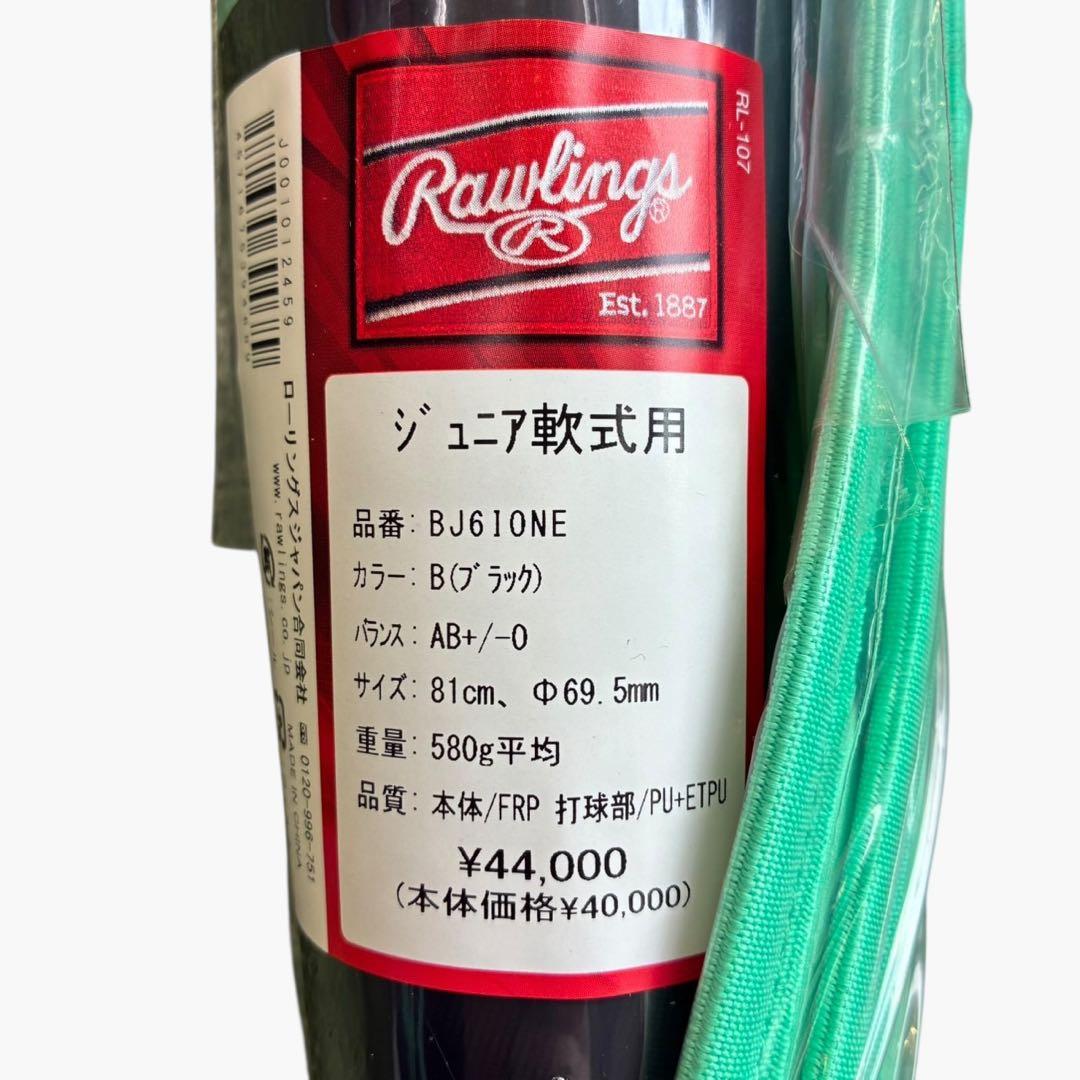 Rawlings®
R
Est. 1887
RL-107
ジュニア軟式用
品番: BJ6IONE
カラー: B(ブラック)
バランス: AB+/-0
サイズ: 81cm、Φ69.5mm
重量: 580g平均
品質: 本体/FRP 打球部/PU+ETPU
¥44,000
(本体価格¥40,000)
J00101 2459
ローリングスジャパン合同会社
www.rawlings.co.jp
0120-996-751
MADE IN CHINA